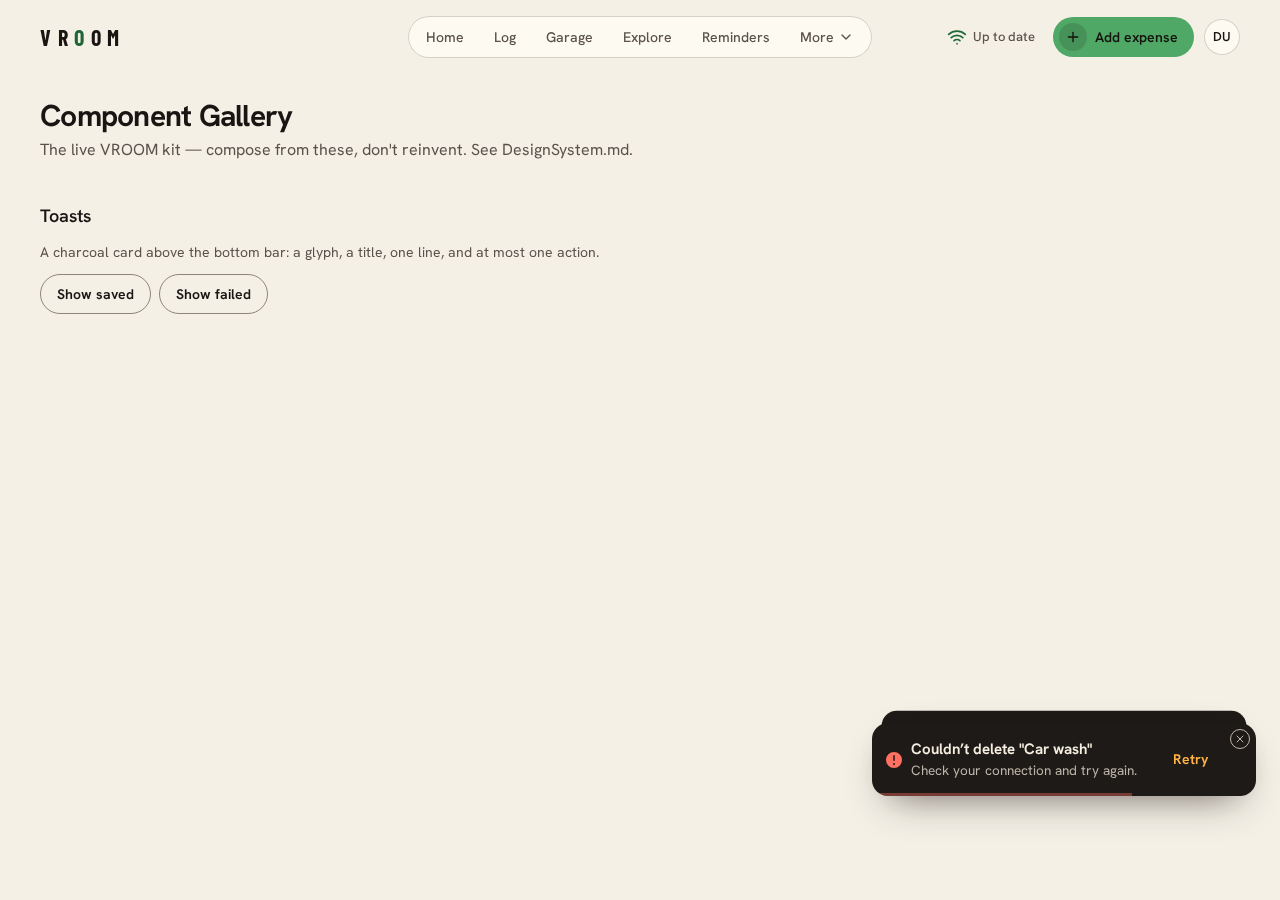 VROOM
Home
Log
Garage
Explore
Reminders
More
Up to date
Add expense
DU
Component Gallery
The live VROOM kit — compose from these, don't reinvent. See DesignSystem.md.
Toasts
A charcoal card above the bottom bar: a glyph, a title, one line, and at most one action.
Show saved
Show failed
Couldn’t delete "Car wash"
Check your connection and try again.
Retry